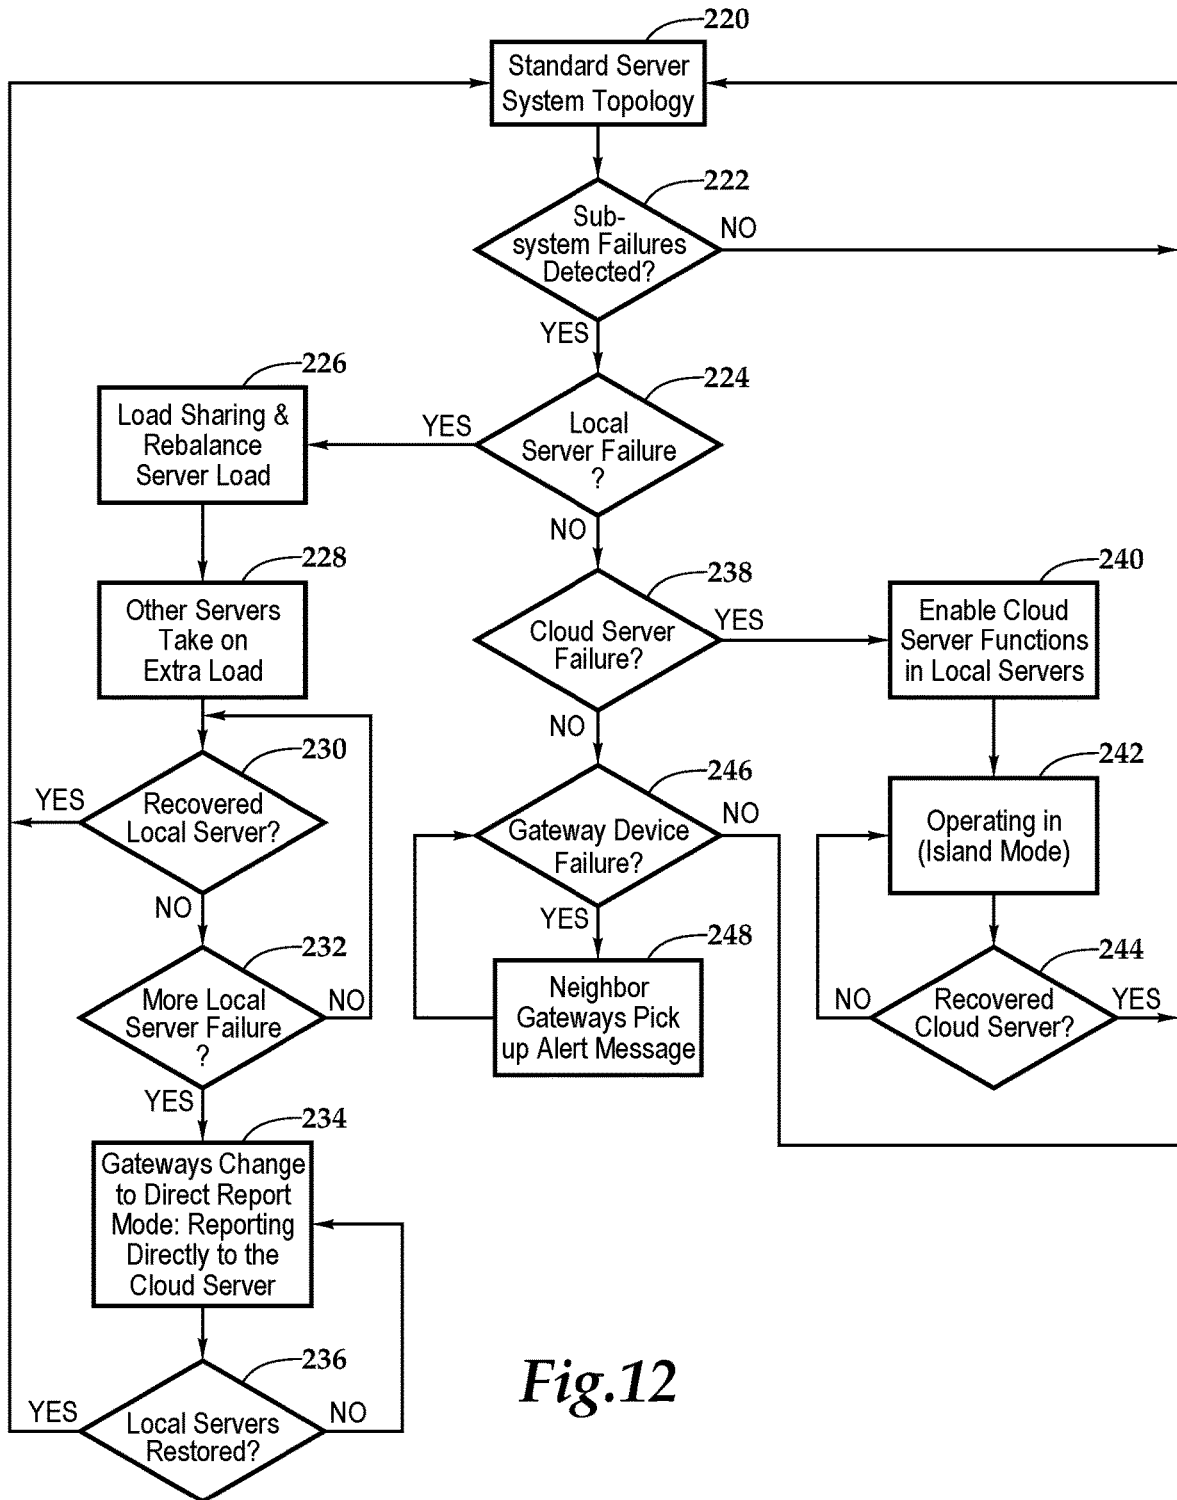 220
Standard Server
System Topology
222
Sub-
system Failures
Detected?
NO
YES
226
Load Sharing &
Rebalance
Server Load
224
Local
Server Failure
?
YES
NO
228
Other Servers
Take on
Extra Load
238
Cloud Server
Failure?
YES
NO
240
Enable Cloud
Server Functions
in Local Servers
230
Recovered
Local Server?
YES
NO
246
Gateway Device
Failure?
NO
YES
242
Operating in
(Island Mode)
232
More Local
Server Failure
?
NO
YES
248
Neighbor
Gateways Pick
up Alert Message
244
Recovered
Cloud Server?
NO
YES
234
Gateways Change
to Direct Report
Mode: Reporting
Directly to the
Cloud Server
236
Local Servers
Restored?
YES
NO
Fig.12